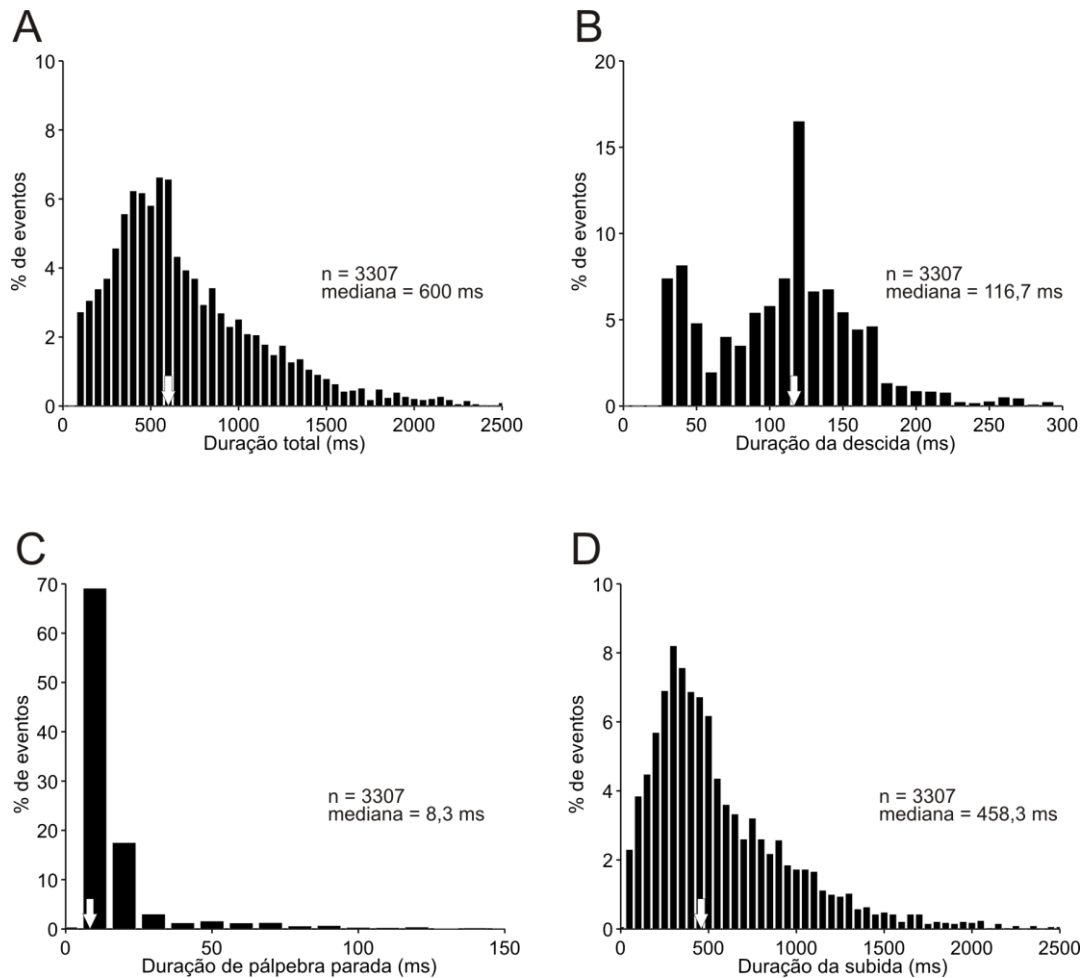 A
% de eventos
10
8
6
4
2
0
n = 3307
mediana = 600 ms
0 500 1000 1500 2000 2500
Duração total (ms)
B
% de eventos
20
15
10
5
0
n = 3307
mediana = 116,7 ms
0 50 100 150 200 250 300
Duração da descida (ms)
C
% de eventos
70
60
50
40
30
20
10
0
n = 3307
mediana = 8,3 ms
0 50 100 150
Duração de pálpebra parada (ms)
D
% de eventos
10
8
6
4
2
0
n = 3307
mediana = 458,3 ms
0 500 1000 1500 2000 2500
Duração da subida (ms)